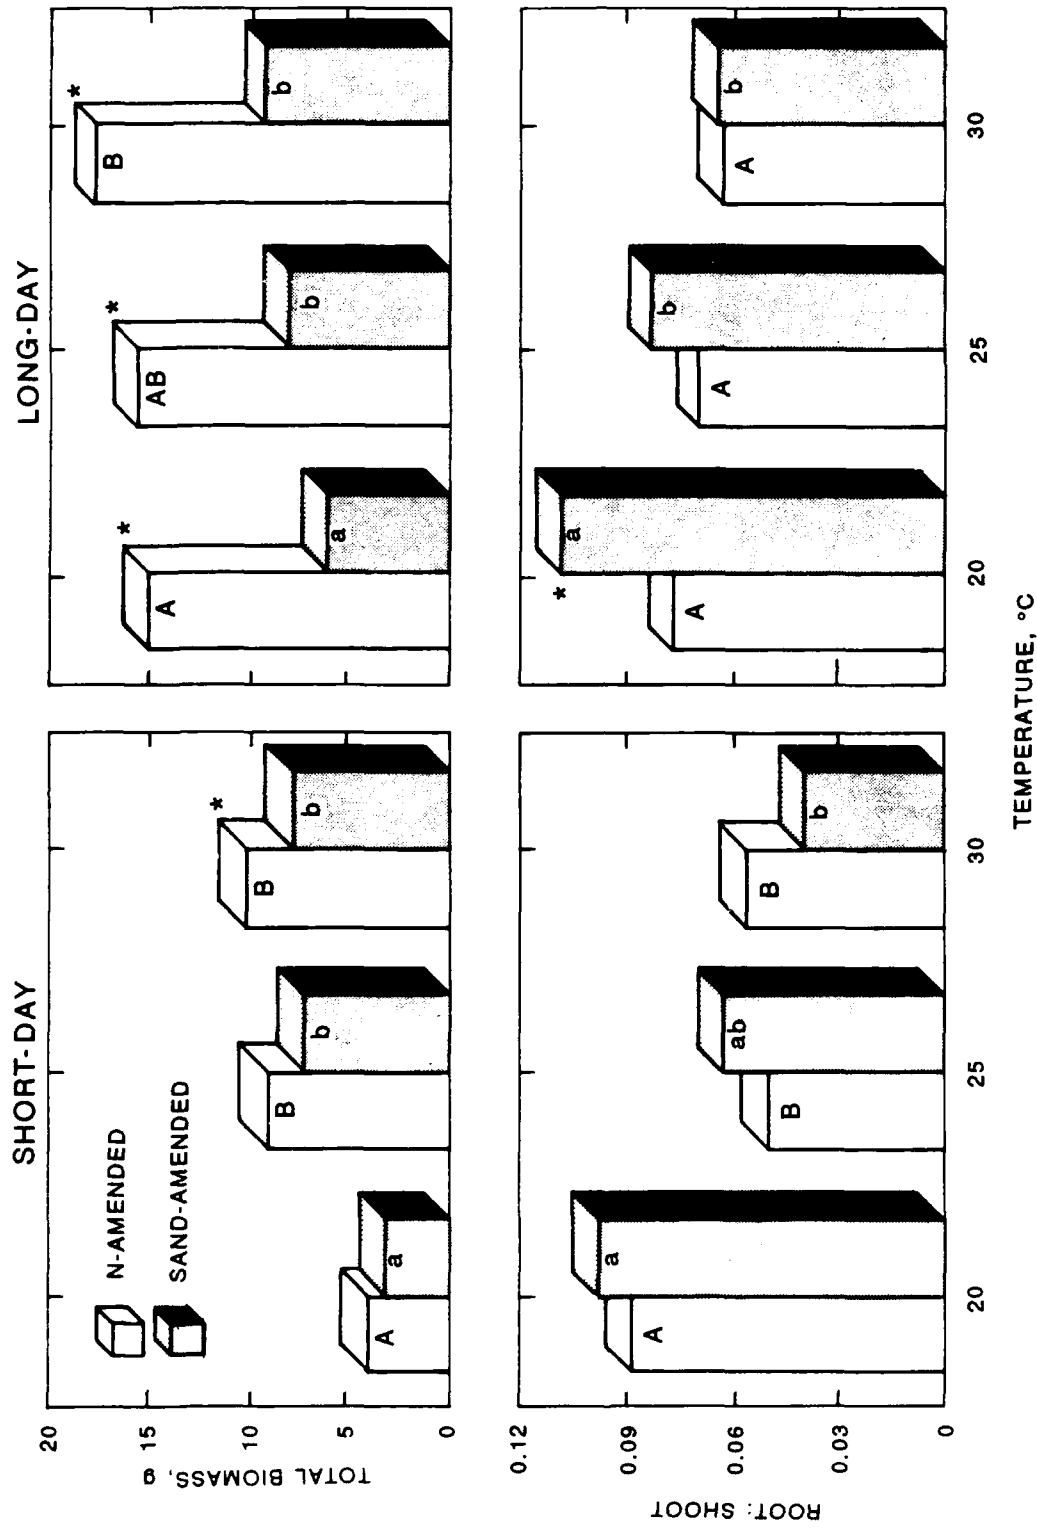 SHORT-DAY
LONG-DAY
N-AMENDED
SAND-AMENDED
TOTAL BIOMASS, g
20
15
10
5
0
A
a
B
b
B
*
b
A
*
a
AB
*
b
B
*
b
ROOT: SHOOT
0.12
0.09
0.06
0.03
0
A
a
B
ab
B
b
A
*
a
A
b
A
b
20
25
30
20
25
30
TEMPERATURE, °C